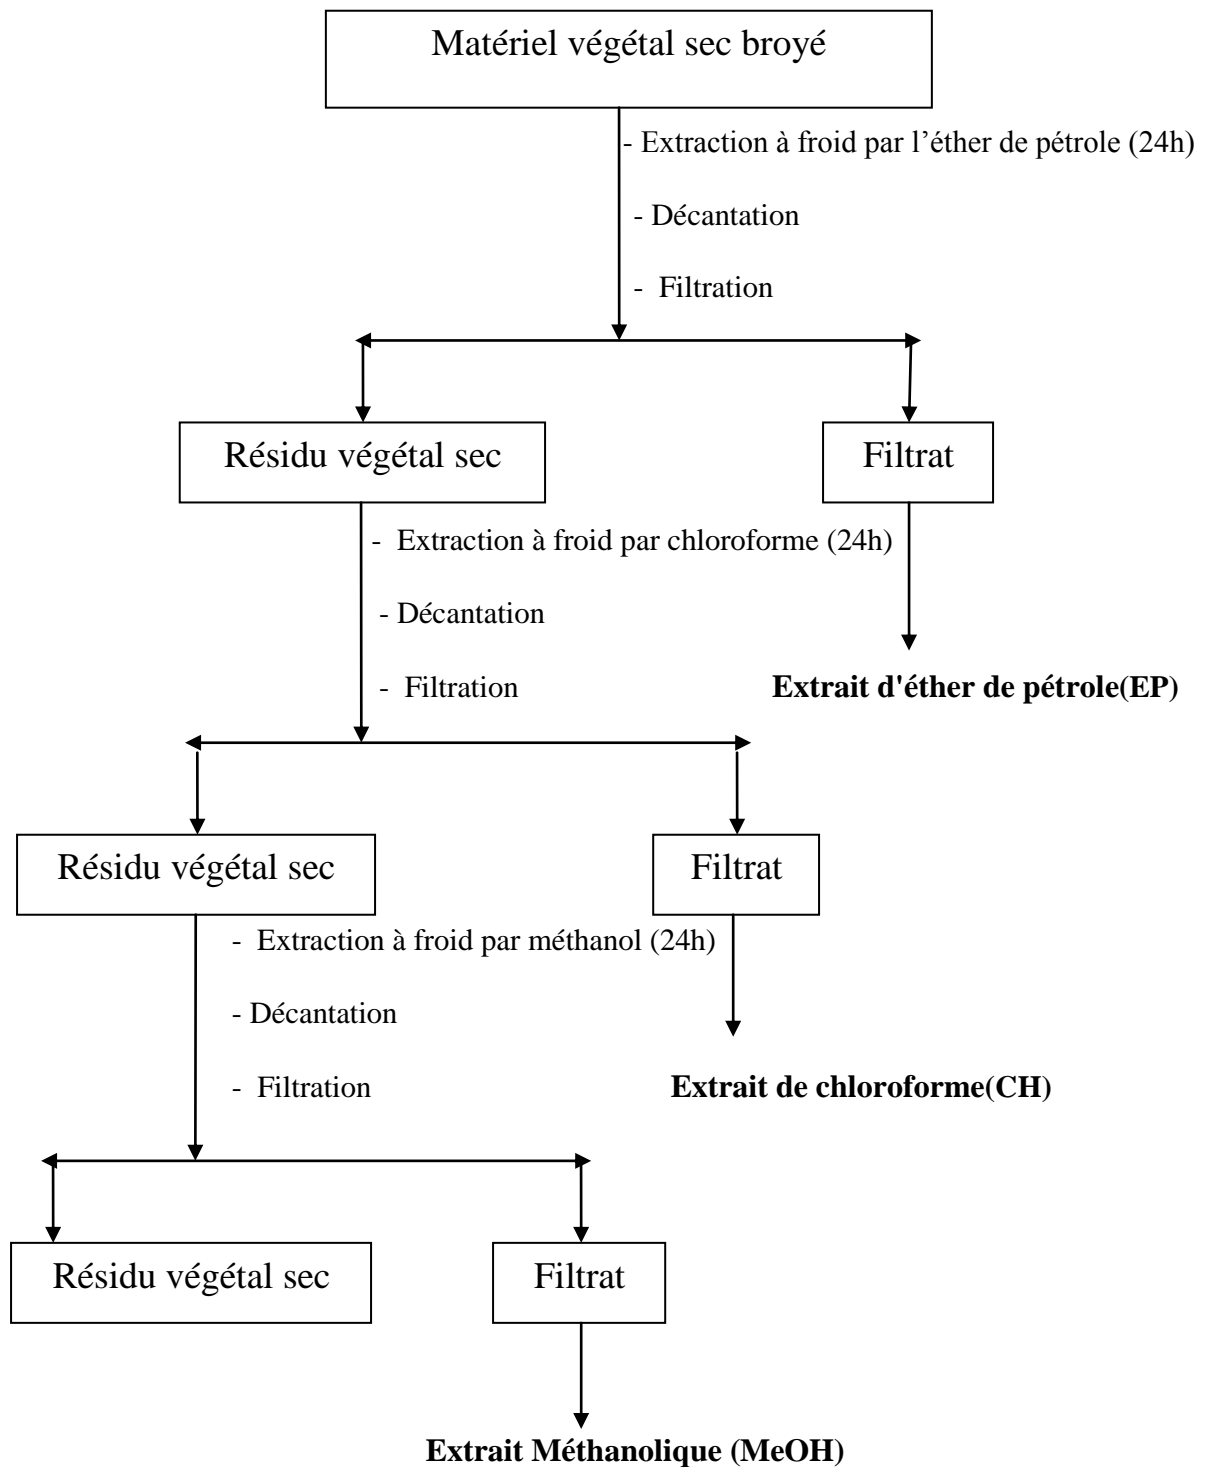 Matériel végétal sec broyé
- Extraction à froid par l’éther de pétrole (24h)
- Décantation
- Filtration
Résidu végétal sec
Filtrat
- Extraction à froid par chloroforme (24h)
- Décantation
- Filtration
Extrait d'éther de pétrole(EP)
Résidu végétal sec
Filtrat
- Extraction à froid par méthanol (24h)
- Décantation
- Filtration
Extrait de chloroforme(CH)
Résidu végétal sec
Filtrat
Extrait Méthanolique (MeOH)